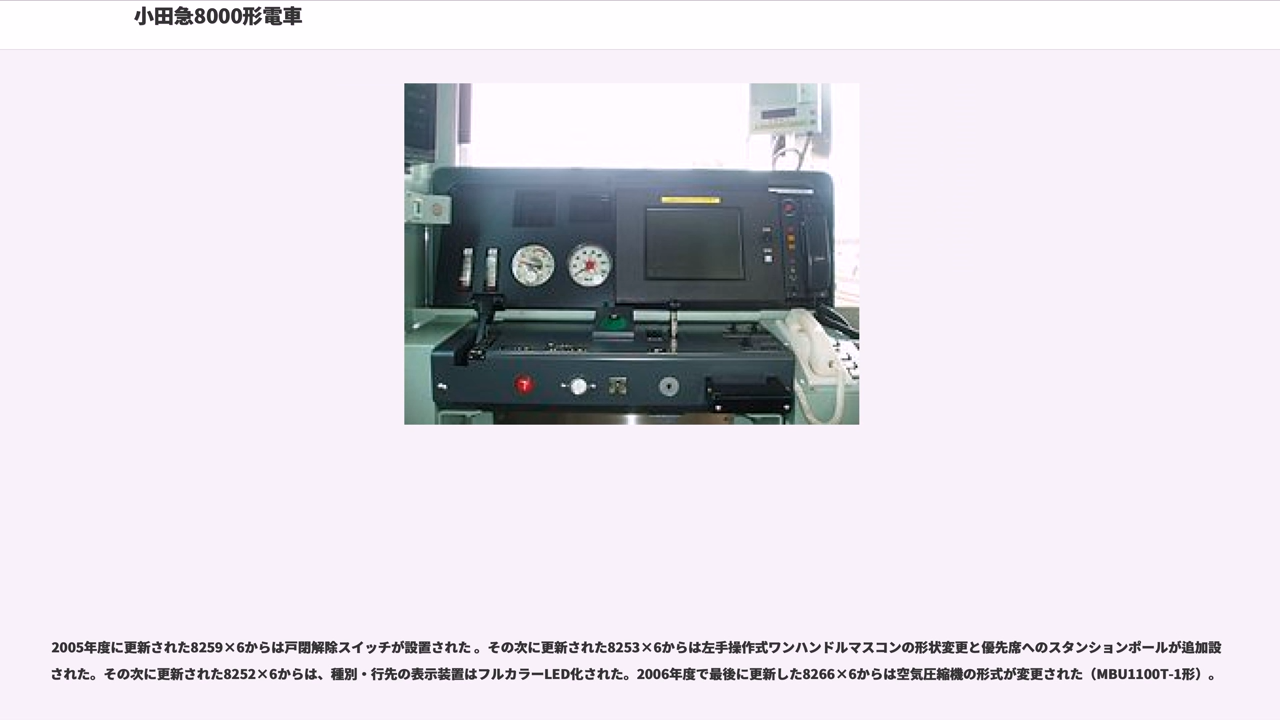 小田急8000形電車
2005年度に更新された8259×6からは戸閉解除スイッチが設置された 。その次に更新された8253×6からは左手操作式ワンハンドルマスコンの形状変更と優先席へのスタンションポールが追加設
された。その次に更新された8252×6からは、種別・行先の表示装置はフルカラーLED化された。2006年度で最後に更新した8266×6からは空気圧縮機の形式が変更された（MBU1100T-1形）。